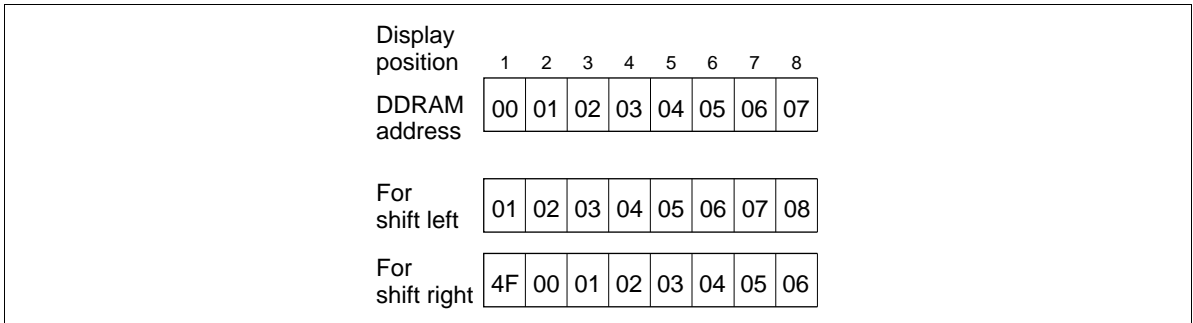 Display
position 1 2 3 4 5 6 7 8
DDRAM
address 00 01 02 03 04 05 06 07
For
shift left 01 02 03 04 05 06 07 08
For
shift right 4F 00 01 02 03 04 05 06